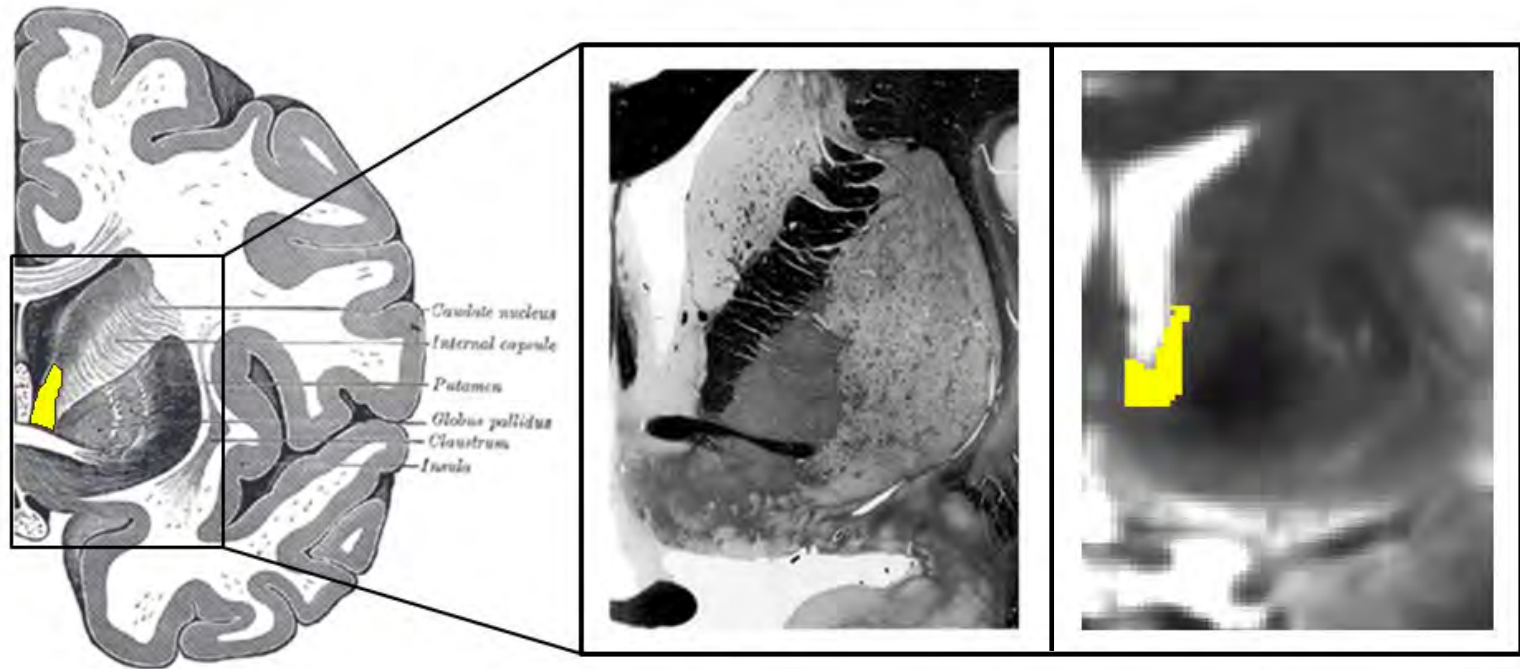 Caudate nucleus
Internal capsule
Putamen
Globus pallidus
Claustrum
Insula